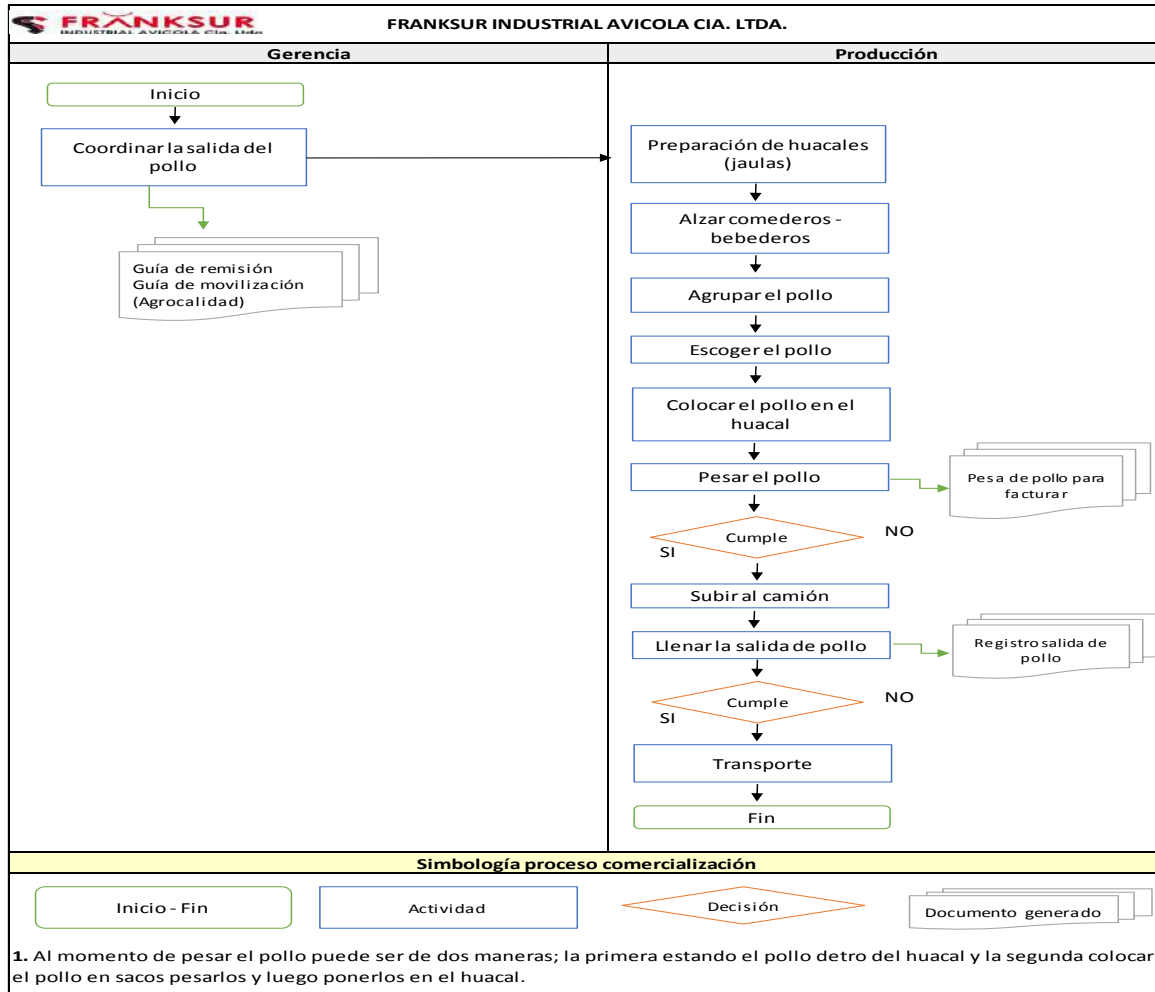 FRANKSUR
INDUSTRIAL AVICOLA Cia. Ltda
FRANKSUR INDUSTRIAL AVICOLA CIA. LTDA.
Gerencia
Producción
Inicio
Coordinar la salida del
pollo
Guía de remisión
Guía de movilización
(Agrocalidad)
Preparación de huacales
(jaulas)
Alzar comederos -
bebederos
Agrupar el pollo
Escoger el pollo
Colocar el pollo en el
huacal
Pesar el pollo
Pesa de pollo para
facturar
Cumple
NO
SI
Subir al camión
Llenar la salida de pollo
Registro salida de
pollo
Cumple
NO
SI
Transporte
Fin
Simbología proceso comercialización
Inicio - Fin
Actividad
Decisión
Documento generado
1. Al momento de pesar el pollo puede ser de dos maneras; la primera estando el pollo detro del huacal y la segunda colocar
el pollo en sacos pesarlos y luego ponerlos en el huacal.